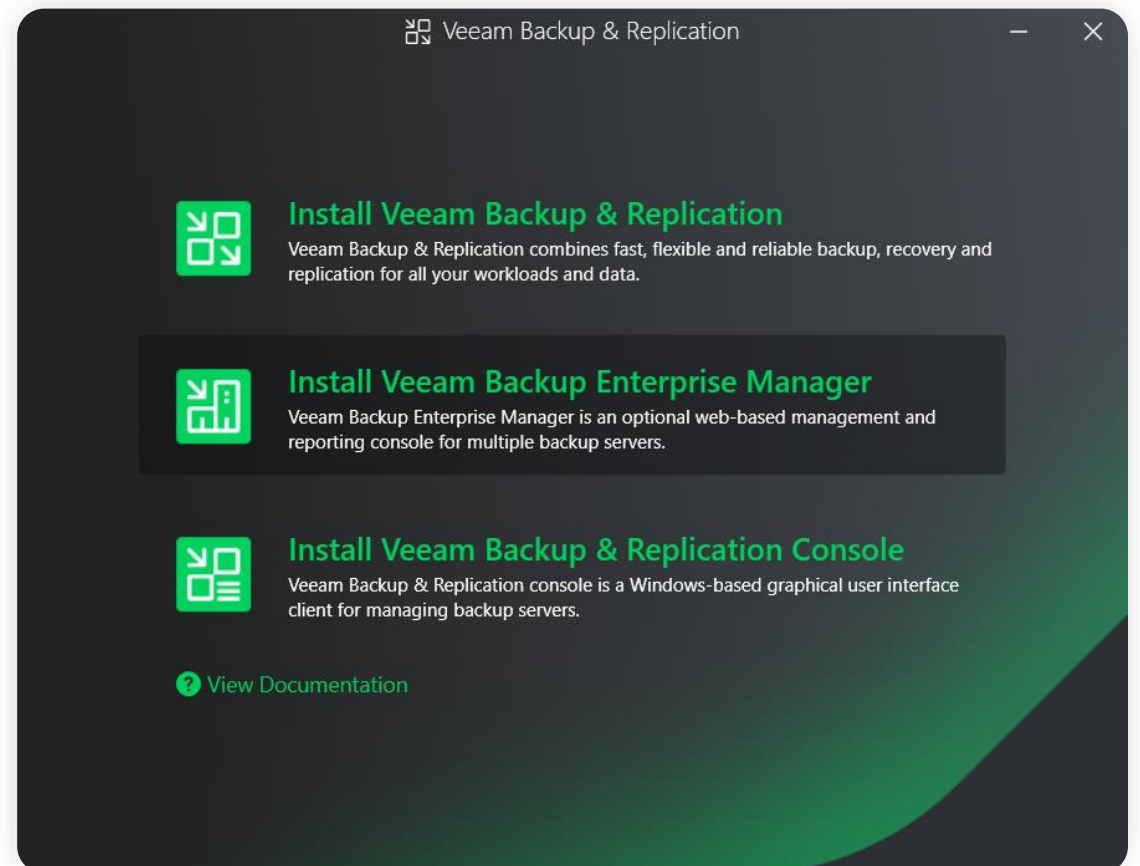 Veeam Backup & Replication
Install Veeam Backup & Replication
Veeam Backup & Replication combines fast, flexible and reliable backup, recovery and
replication for all your workloads and data.
Install Veeam Backup Enterprise Manager
Veeam Backup Enterprise Manager is an optional web-based management and
reporting console for multiple backup servers.
Install Veeam Backup & Replication Console
Veeam Backup & Replication console is a Windows-based graphical user interface
client for managing backup servers.
? View Documentation